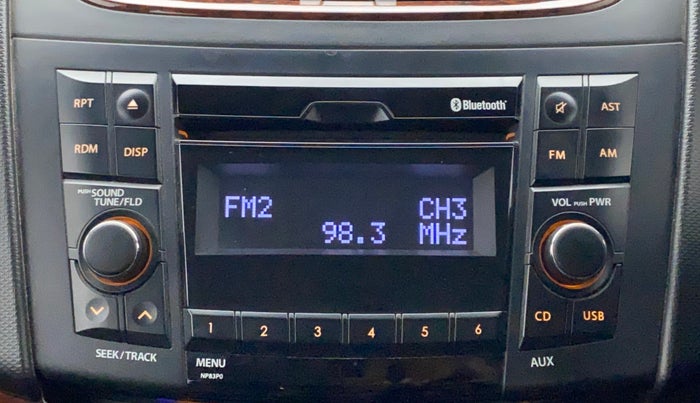 RPT
Bluetooth
AST
RDM DISP
FM AM
PUSH SOUND
TUNE/FLD
VOL PUSH PWR
FM2 CH3
98.3 MHz
1 2 3 4 5 6
CD USB
SEEK/TRACK
MENU
NP83P0
AUX